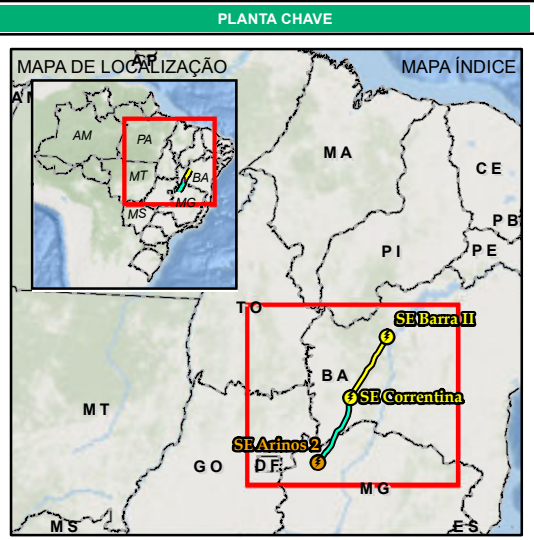 PLANTA CHAVE
MAPA DE LOCALIZAÇÃO
AP
MAPA ÍNDICE
AM
PA
MT
BA
MG
MS
MA
CE
PB
PI
PE
TO
SE Barra II
BA
SE Correntina
MT
SE Arinos 2
GO
DF
MG
MS
ES